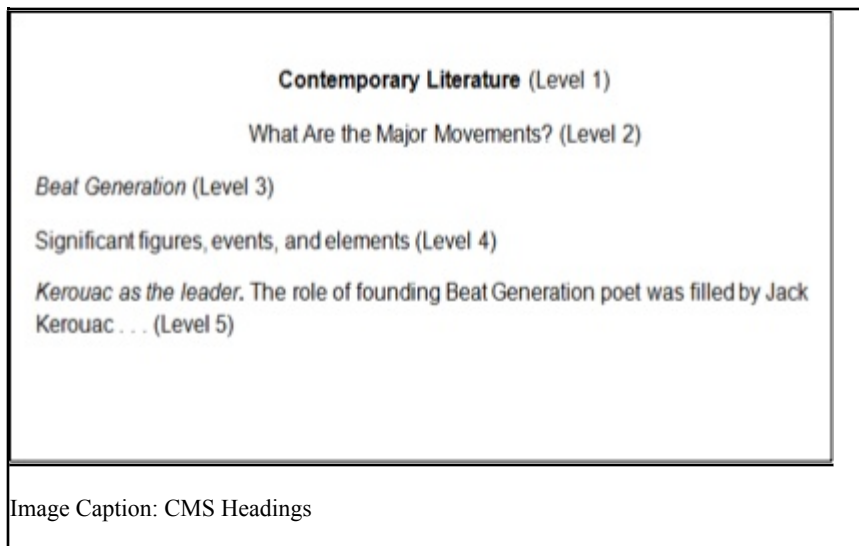 Contemporary Literature (Level 1)
What Are the Major Movements? (Level 2)
Beat Generation (Level 3)
Significant figures, events, and elements (Level 4)
Kerouac as the leader. The role of founding Beat Generation poet was filled by Jack
Kerouac . . . (Level 5)
Image Caption: CMS Headings